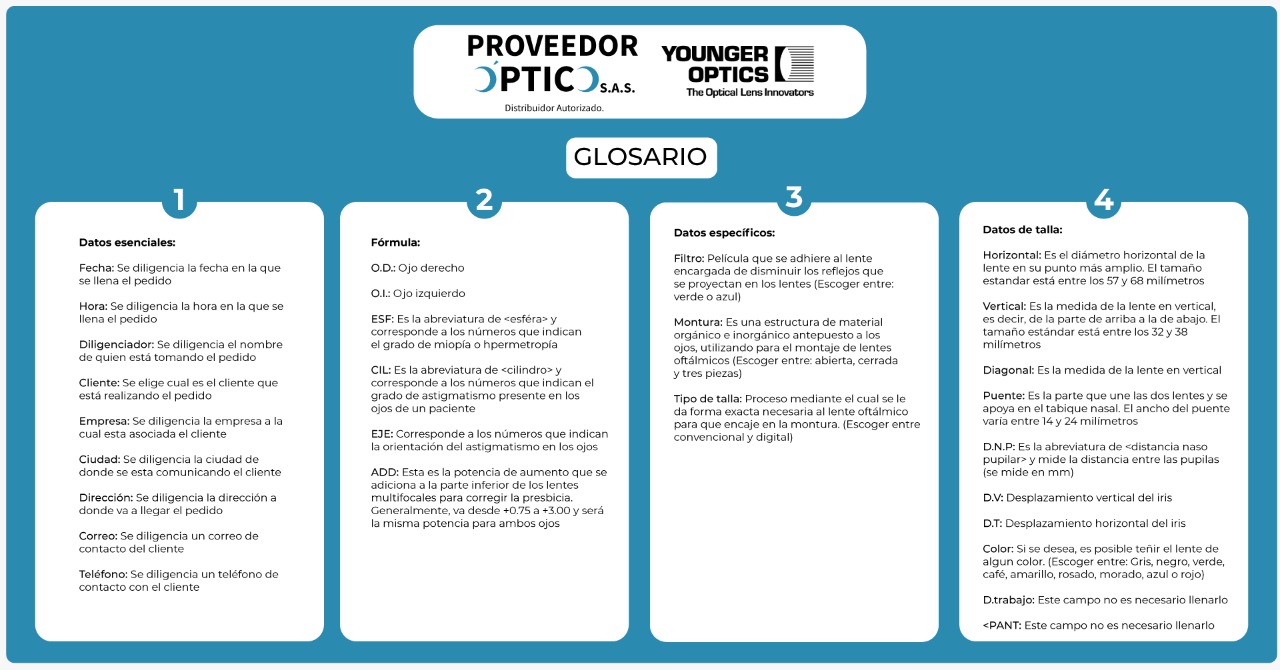 PROVEEDOR
ÓPTICO S.A.S.
Distribuidor Autorizado.
YOUNGER
OPTICS
The Optical Lens Innovators
GLOSARIO
1
Datos esenciales:
Fecha: Se diligencia la fecha en la que
se llena el pedido
Hora: Se diligencia la hora en la que se
llena el pedido
Diligenciador: Se diligencia el nombre
de quien está tomando el pedido
Cliente: Se elige cual es el cliente que
está realizando el pedido
Empresa: Se diligencia la empresa a la
cual esta asociada el cliente
Ciudad: Se diligencia la ciudad de
donde se esta comunicando el cliente
Dirección: Se diligencia la dirección a
donde va a llegar el pedido
Correo: Se diligencia un correo de
contacto del cliente
Teléfono: Se diligencia un teléfono de
contacto con el cliente
2
Fórmula:
O.D.: Ojo derecho
O.I.: Ojo izquierdo
ESF: Es la abreviatura de <esféra> y
corresponde a los números que indican
el grado de miopía o hpermetropía
CIL: Es la abreviatura de <cilindro> y
corresponde a los números que indican el
grado de astigmatismo presente en los
ojos de un paciente
EJE: Corresponde a los números que indican
la orientación del astigmatismo en los ojos
ADD: Esta es la potencia de aumento que se
adiciona a la parte inferior de los lentes
multifocales para corregir la presbicia.
Generalmente, va desde +0.75 a +3.00 y será
la misma potencia para ambos ojos
3
Datos específicos:
Filtro: Película que se adhiere al lente
encargada de disminuir los reflejos que
se proyectan en los lentes (Escoger entre:
verde o azul)
Montura: Es una estructura de material
orgánico e inorgánico antepuesto a los
ojos, utilizando para el montaje de lentes
oftálmicos (Escoger entre: abierta, cerrada
y tres piezas)
Tipo de talla: Proceso mediante el cual se le
da forma exacta necesaria al lente oftálmico
para que encaje en la montura. (Escoger entre
convencional y digital)
4
Datos de talla:
Horizontal: Es el diámetro horizontal de la
lente en su punto más amplio. El tamaño
estandar está entre los 57 y 68 milímetros
Vertical: Es la medida de la lente en vertical,
es decir, de la parte de arriba a la de abajo. El
tamaño estándar está entre los 32 y 38
milímetros
Diagonal: Es la medida de la lente en vertical
Puente: Es la parte que une las dos lentes y se
apoya en el tabique nasal. El ancho del puente
varía entre 14 y 24 milímetros
D.N.P: Es la abreviatura de <distancia naso
pupilar> y mide la distancia entre las pupilas
(se mide en mm)
D.V: Desplazamiento vertical del iris
D.T: Desplazamiento horizontal del iris
Color: Si se desea, es posible teñir el lente de
algun color. (Escoger entre: Gris, negro, verde,
café, amarillo, rosado, morado, azul o rojo)
D.trabajo: Este campo no es necesario llenarlo
<PANT: Este campo no es necesario llenarlo